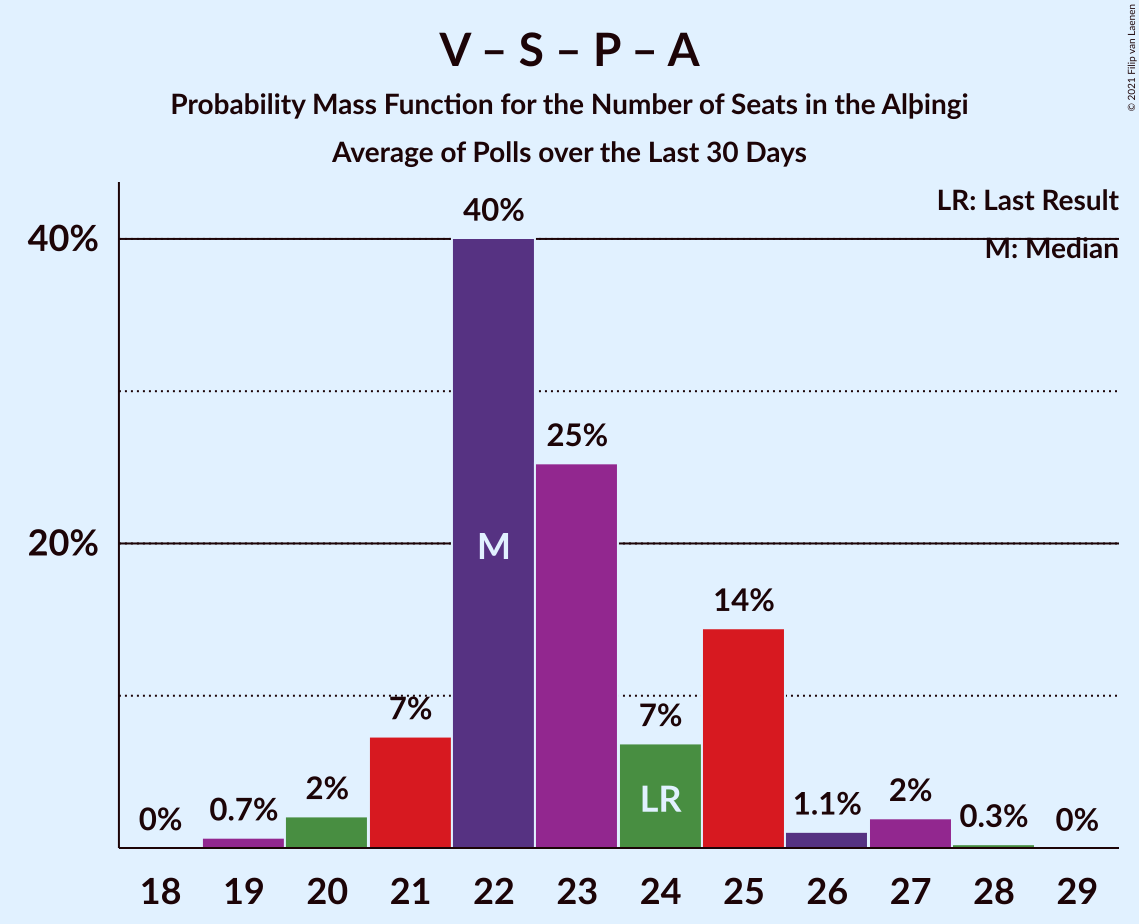 V – S – P – A
Probability Mass Function for the Number of Seats in the Alþingi
Average of Polls over the Last 30 Days
© 2021 Filip van Laenen
LR: Last Result
M: Median
40%
20%
0%
0.7%
2%
7%
40%
25%
7%
14%
1.1%
2%
0.3%
0%
M
LR
18 19 20 21 22 23 24 25 26 27 28 29